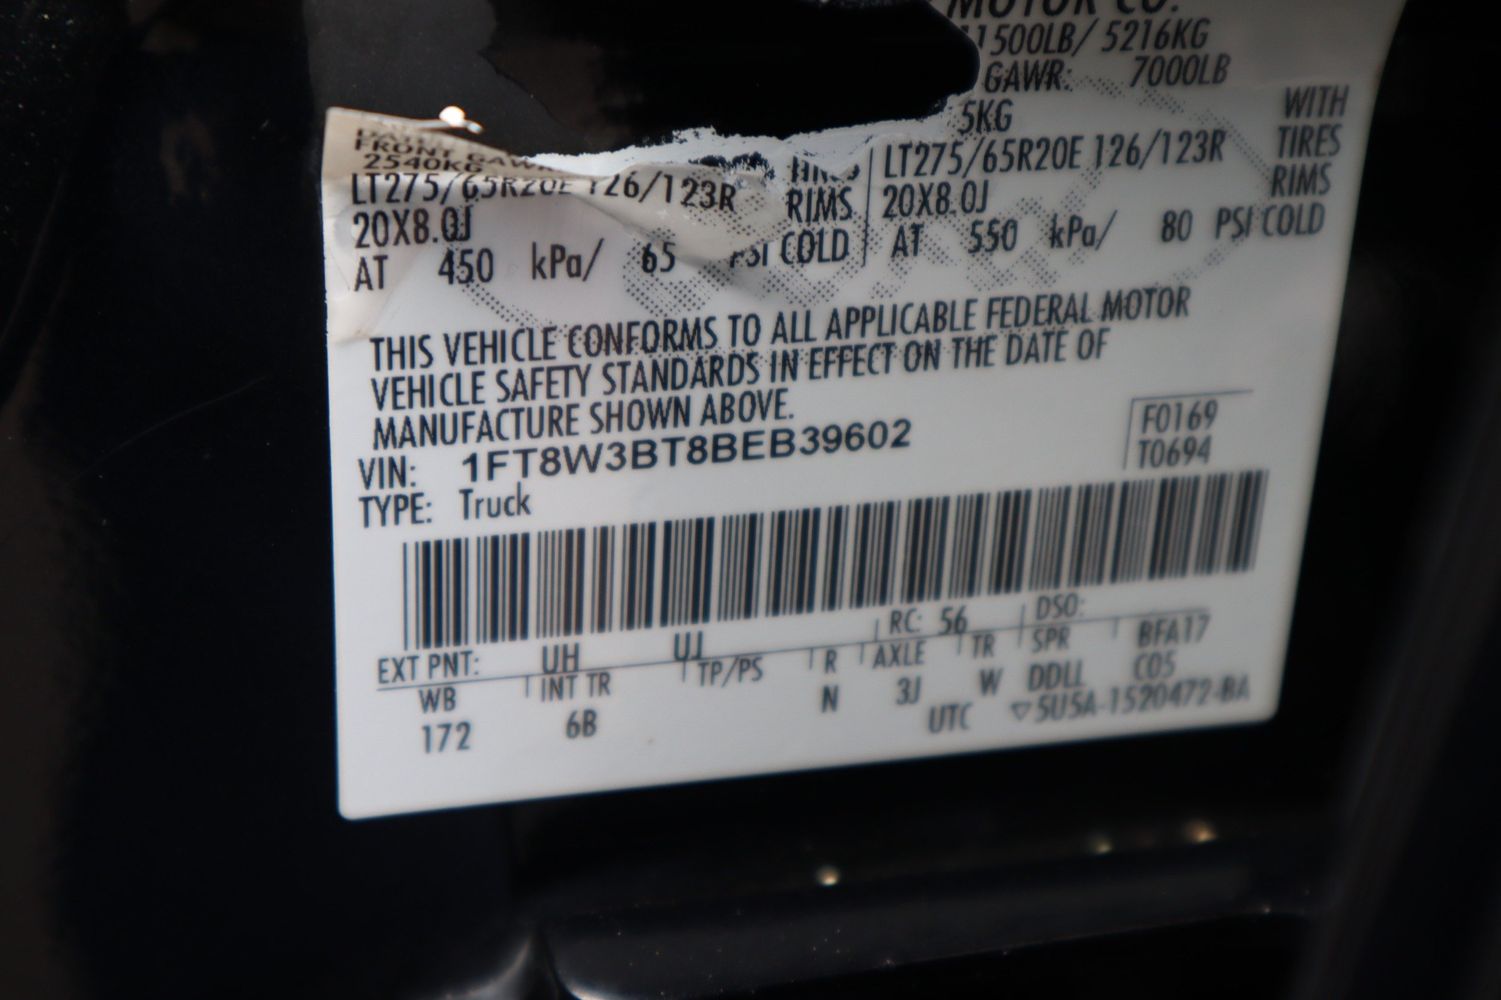 MOTOR CO.
11500LB/ 5216KG
GAWR: 7000LB
5KG WITH
FRONT GAWR
2540KG
LT275/65R20E 126/123R TIRES LT275/65R20E 126/123R TIRES
20X8.0J RIMS 20X8.0J RIMS
AT 450 kPa/ 65 PSI COLD AT 550 kPa/ 80 PSI COLD
THIS VEHICLE CONFORMS TO ALL APPLICABLE FEDERAL MOTOR
VEHICLE SAFETY STANDARDS IN EFFECT ON THE DATE OF
MANUFACTURE SHOWN ABOVE.
VIN: 1FT8W3BT8BEB39602 F0169
T0694
TYPE: Truck
EXT PNT: UH UJ RC: 56 DSO:
WB INT TR TP/PS R AXLE TR SPR BFA17
172 6B N 3J W DDLL C05
UTC ▽5U5A-1520472-BA